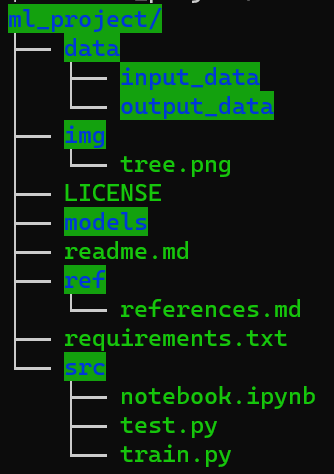 ml_project/
data
input_data
output_data
img
tree.png
LICENSE
models
readme.md
ref
references.md
requirements.txt
src
notebook.ipynb
test.py
train.py